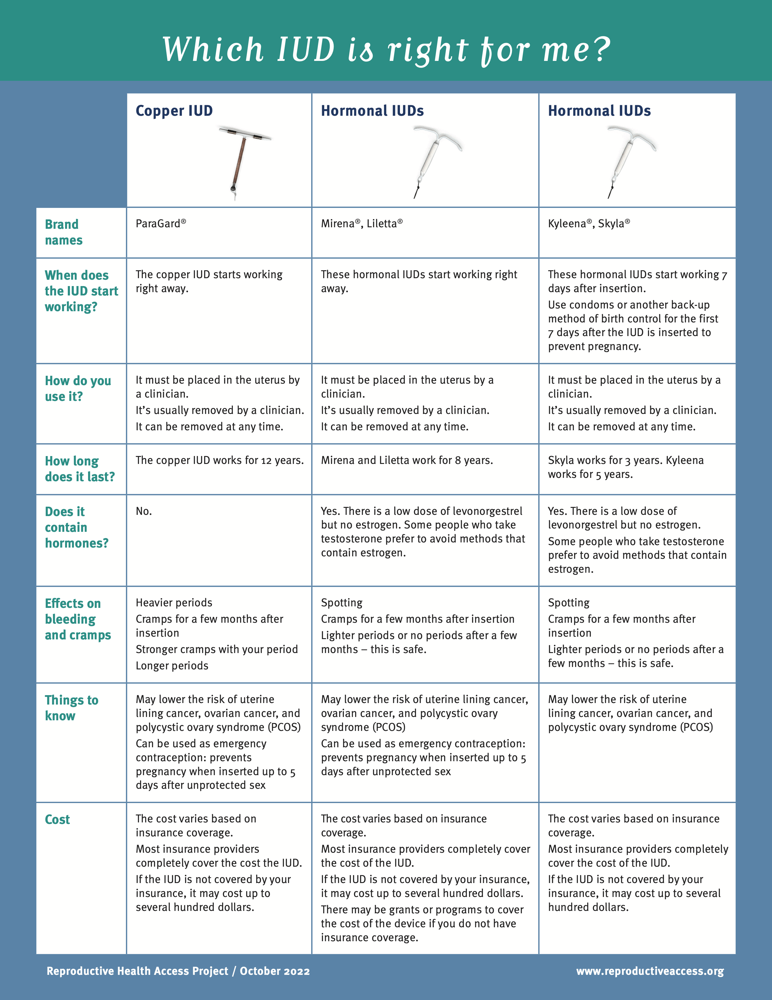 Which IUD is right for me?
Copper IUD
Hormonal IUDs
Hormonal IUDs
Brand
names
ParaGard®
Mirena®, Liletta®
Kyleena®, Skyla®
When does
the IUD start
working?
The copper IUD starts working
right away.
These hormonal IUDs start working right
away.
These hormonal IUDs start working 7
days after insertion.
Use condoms or another back-up
method of birth control for the first
7 days after the IUD is inserted to
prevent pregnancy.
How do you
use it?
It must be placed in the uterus by
a clinician.
It’s usually removed by a clinician.
It can be removed at any time.
It must be placed in the uterus by a
clinician.
It’s usually removed by a clinician.
It can be removed at any time.
It must be placed in the uterus by a
clinician.
It’s usually removed by a clinician.
It can be removed at any time.
How long
does it last?
The copper IUD works for 12 years.
Mirena and Liletta work for 8 years.
Skyla works for 3 years. Kyleena
works for 5 years.
Does it
contain
hormones?
No.
Yes. There is a low dose of levonorgestrel
but no estrogen. Some people who take
testosterone prefer to avoid methods that
contain estrogen.
Yes. There is a low dose of
levonorgestrel but no estrogen.
Some people who take testosterone
prefer to avoid methods that contain
estrogen.
Effects on
bleeding
and cramps
Heavier periods
Cramps for a few months after
insertion
Stronger cramps with your period
Longer periods
Spotting
Cramps for a few months after insertion
Lighter periods or no periods after a few
months – this is safe.
Spotting
Cramps for a few months after
insertion
Lighter periods or no periods after a
few months – this is safe.
Things to
know
May lower the risk of uterine
lining cancer, ovarian cancer, and
polycystic ovary syndrome (PCOS)
Can be used as emergency
contraception: prevents
pregnancy when inserted up to 5
days after unprotected sex
May lower the risk of uterine lining cancer,
ovarian cancer, and polycystic ovary
syndrome (PCOS)
Can be used as emergency contraception:
prevents pregnancy when inserted up to 5
days after unprotected sex
May lower the risk of uterine
lining cancer, ovarian cancer, and
polycystic ovary syndrome (PCOS)
Cost
The cost varies based on
insurance coverage.
Most insurance providers
completely cover the cost the IUD.
If the IUD is not covered by your
insurance, it may cost up to
several hundred dollars.
The cost varies based on insurance
coverage.
Most insurance providers completely cover
the cost of the IUD.
If the IUD is not covered by your insurance,
it may cost up to several hundred dollars.
There may be grants or programs to cover
the cost of the device if you do not have
insurance coverage.
The cost varies based on insurance
coverage.
Most insurance providers completely
cover the cost of the IUD.
If the IUD is not covered by your
insurance, it may cost up to several
hundred dollars.
Reproductive Health Access Project / October 2022
www.reproductiveaccess.org